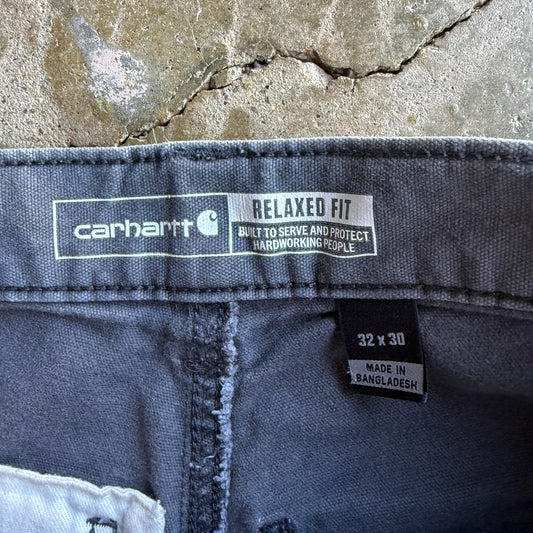 carhartt
RELAXED FIT
BUILT TO SERVE AND PROTECT
HARDWORKING PEOPLE
32 x 30
MADE IN
BANGLADESH